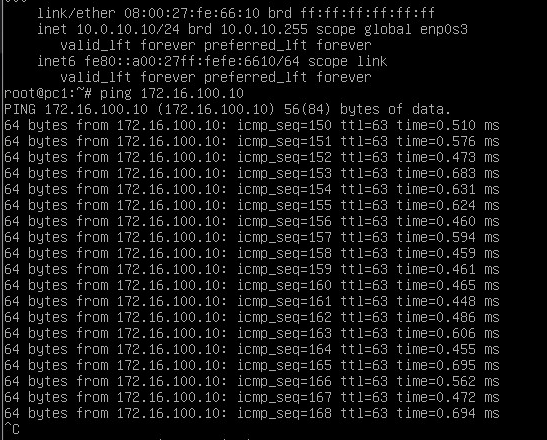 link/ether 08:00:27:fe:66:10 brd ff:ff:ff:ff:ff:ff
inet 10.0.10.10/24 brd 10.0.10.255 scope global enp0s3
valid_lft forever preferred_lft forever
inet6 fe80::a00:27ff:fefe:6610/64 scope link
valid_lft forever preferred_lft forever
root@pc1:~# ping 172.16.100.10
PING 172.16.100.10 (172.16.100.10) 56(84) bytes of data.
64 bytes from 172.16.100.10: icmp_seq=150 ttl=63 time=0.510 ms
64 bytes from 172.16.100.10: icmp_seq=151 ttl=63 time=0.576 ms
64 bytes from 172.16.100.10: icmp_seq=152 ttl=63 time=0.473 ms
64 bytes from 172.16.100.10: icmp_seq=153 ttl=63 time=0.683 ms
64 bytes from 172.16.100.10: icmp_seq=154 ttl=63 time=0.631 ms
64 bytes from 172.16.100.10: icmp_seq=155 ttl=63 time=0.624 ms
64 bytes from 172.16.100.10: icmp_seq=156 ttl=63 time=0.460 ms
64 bytes from 172.16.100.10: icmp_seq=157 ttl=63 time=0.594 ms
64 bytes from 172.16.100.10: icmp_seq=158 ttl=63 time=0.459 ms
64 bytes from 172.16.100.10: icmp_seq=159 ttl=63 time=0.461 ms
64 bytes from 172.16.100.10: icmp_seq=160 ttl=63 time=0.465 ms
64 bytes from 172.16.100.10: icmp_seq=161 ttl=63 time=0.448 ms
64 bytes from 172.16.100.10: icmp_seq=162 ttl=63 time=0.486 ms
64 bytes from 172.16.100.10: icmp_seq=163 ttl=63 time=0.606 ms
64 bytes from 172.16.100.10: icmp_seq=164 ttl=63 time=0.455 ms
64 bytes from 172.16.100.10: icmp_seq=165 ttl=63 time=0.695 ms
64 bytes from 172.16.100.10: icmp_seq=166 ttl=63 time=0.562 ms
64 bytes from 172.16.100.10: icmp_seq=167 ttl=63 time=0.472 ms
64 bytes from 172.16.100.10: icmp_seq=168 ttl=63 time=0.694 ms
^C